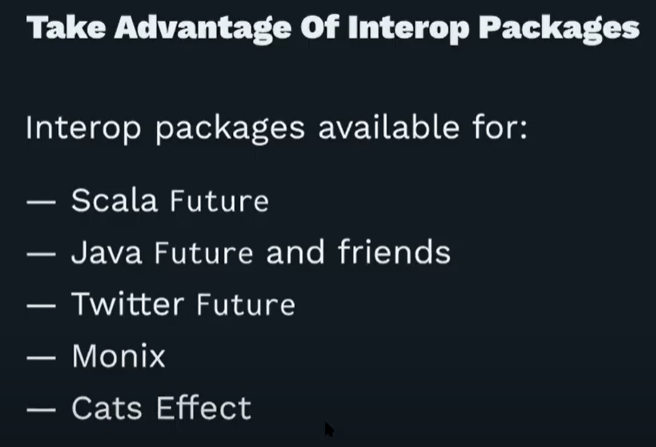 Take Advantage Of Interop Packages
Interop packages available for:
— Scala Future
— Java Future and friends
— Twitter Future
— Monix
— Cats Effect